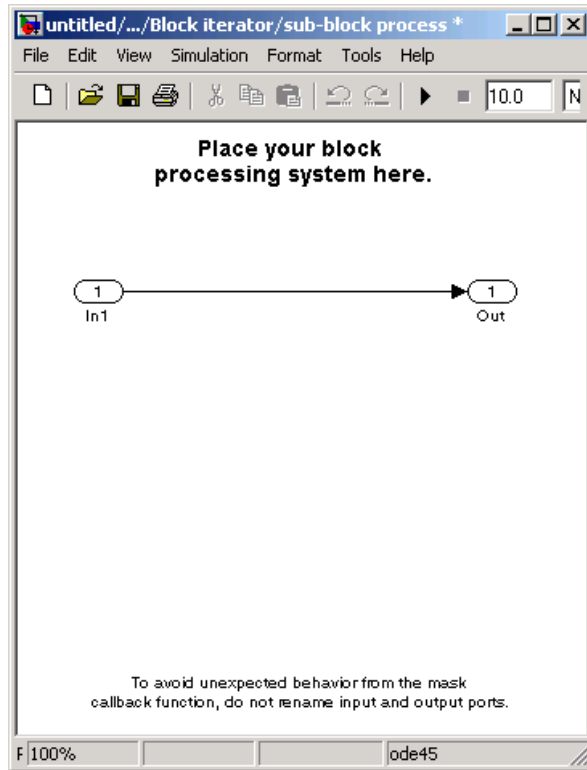 untitled/.../Block iterator/sub-block process *
File Edit View Simulation Format Tools Help
10.0 N
Place your block
processing system here.
1 1
In1 Out
To avoid unexpected behavior from the mask
callback function, do not rename input and output ports.
F 100% ode45